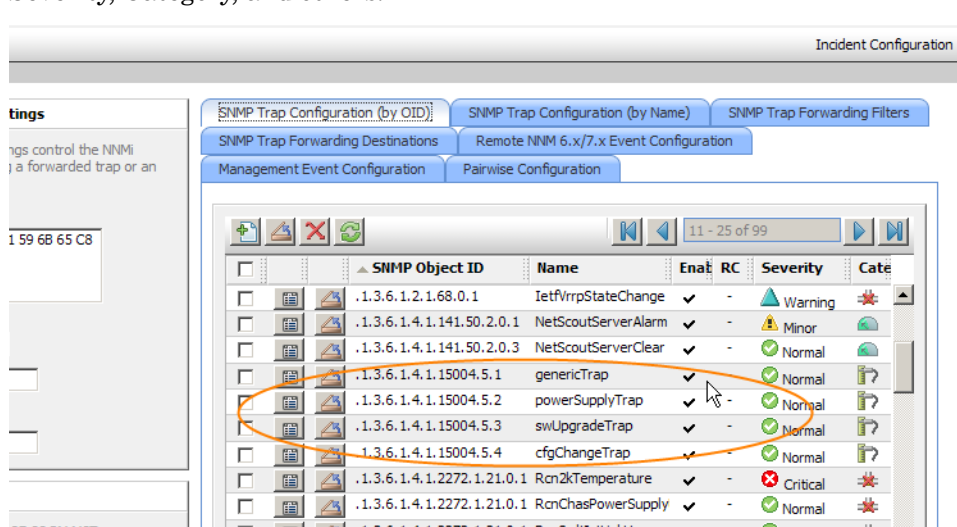 Incident Configuration
tings
ngs control the NNMi
a forwarded trap or an
1 59 6B 65 C8
SNMP Trap Configuration (by OID) SNMP Trap Configuration (by Name) SNMP Trap Forwarding Filters
SNMP Trap Forwarding Destinations Remote NNM 6.x/7.x Event Configuration
Management Event Configuration Pairwise Configuration
11 - 25 of 99
SNMP Object ID Name Enab RC Severity Cate
.1.3.6.1.2.1.68.0.1 IetfVrrpStateChange - Warning
.1.3.6.1.4.1.141.50.2.0.1 NetScoutServerAlarm - Minor
.1.3.6.1.4.1.141.50.2.0.3 NetScoutServerClear - Normal
.1.3.6.1.4.1.15004.5.1 genericTrap Normal
.1.3.6.1.4.1.15004.5.2 powerSupplyTrap - Normal
.1.3.6.1.4.1.15004.5.3 swUpgradeTrap - Normal
.1.3.6.1.4.1.15004.5.4 cfgChangeTrap - Normal
.1.3.6.1.4.1.2272.1.21.0.1 Rcn2kTemperature - Critical
.1.3.6.1.4.1.2272.1.21.0.1 RcnChasPowerSupply - Normal